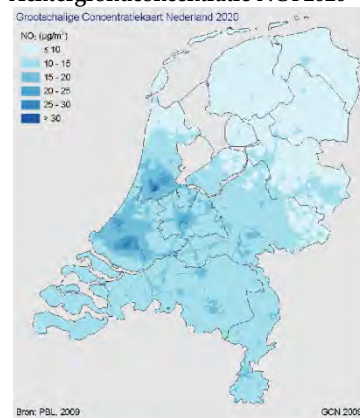 Grootschalige Concentratiekaart Nederland 2020
NO₂ (µg/m³)
≤ 10
10 - 15
15 - 20
20 - 25
25 - 30
> 30
Bron: PBL, 2009
GCN 2009